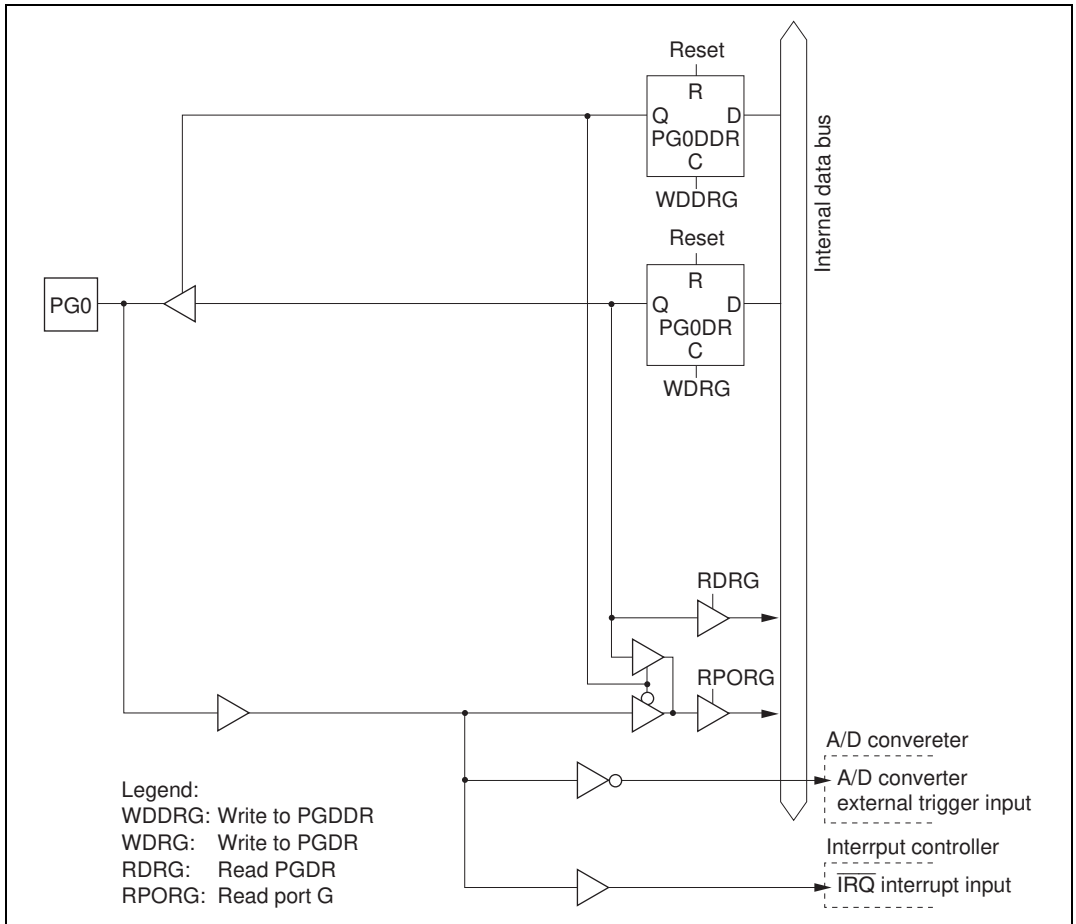 Reset
R
Q D
PG0DDR
C
WDDRG
Internal data bus
Reset
R
PG0
Q D
PG0DR
C
WDRG
RDRG
RPORG
A/D convereter
A/D converter
external trigger input
Interrput controller
IRQ interrupt input
Legend:
WDDRG: Write to PGDDR
WDRG: Write to PGDR
RDRG: Read PGDR
RPORG: Read port G